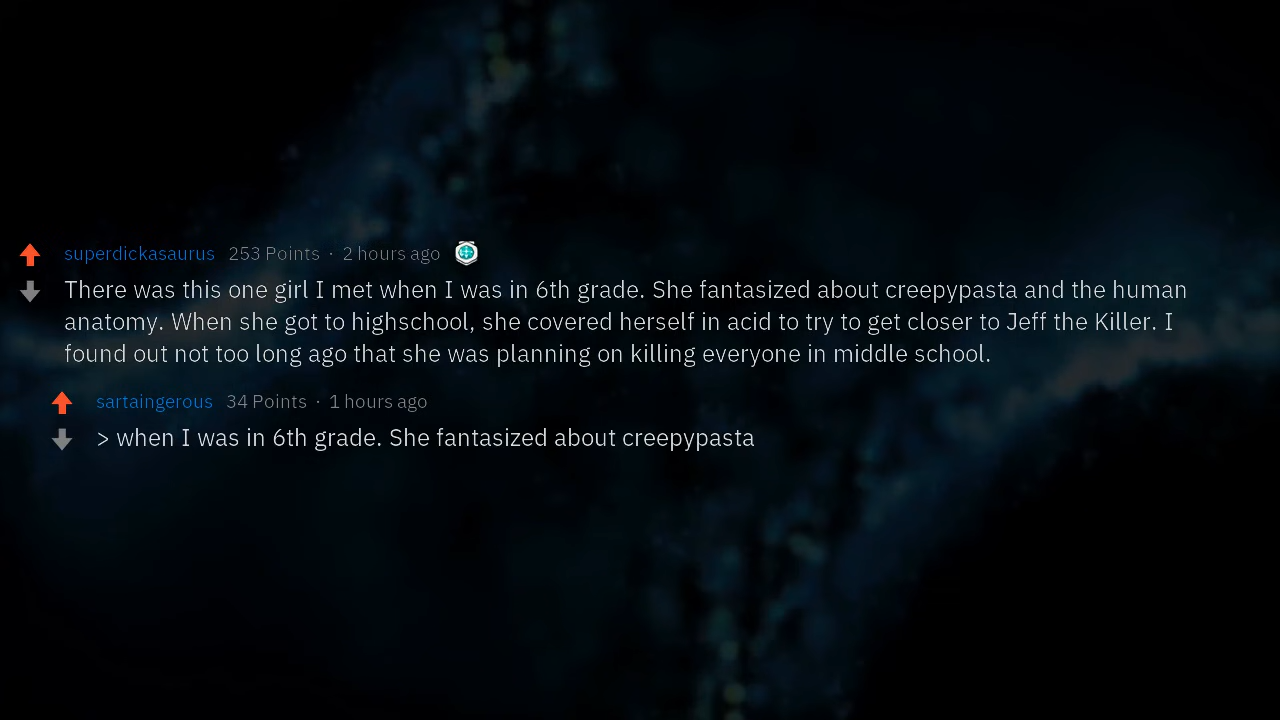 superdickasaurus 253 Points · 2 hours ago
There was this one girl I met when I was in 6th grade. She fantasized about creepypasta and the human
anatomy. When she got to highschool, she covered herself in acid to try to get closer to Jeff the Killer. I
found out not too long ago that she was planning on killing everyone in middle school.
sartaingerous 34 Points · 1 hours ago
> when I was in 6th grade. She fantasized about creepypasta